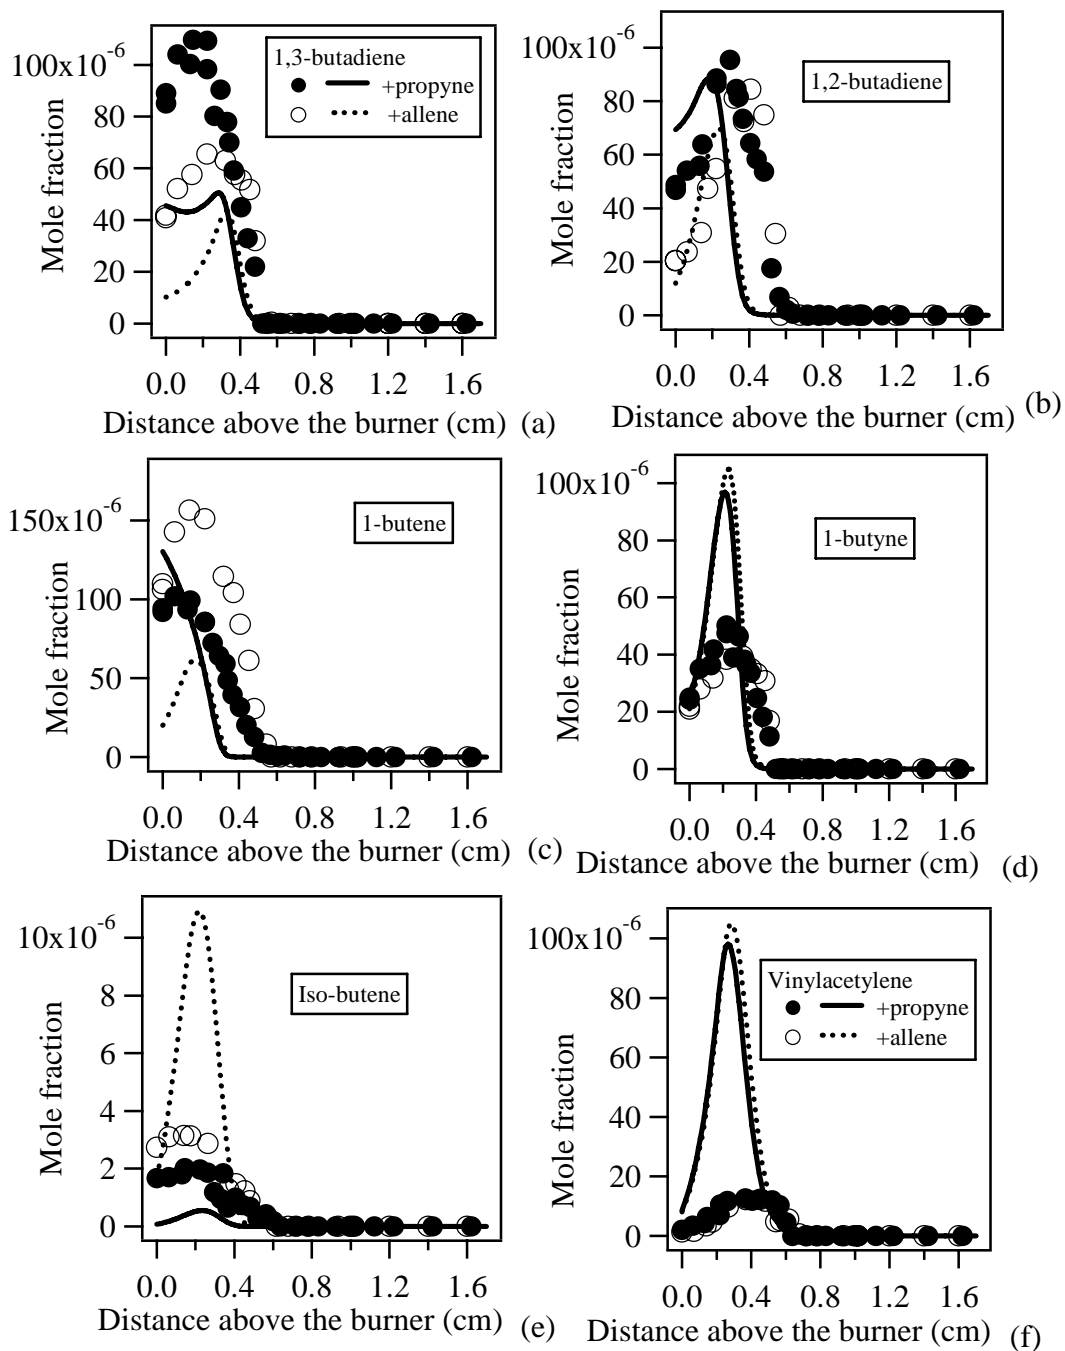 100x10-6
80
60
40
20
0
Mole fraction
1,3-butadiene
+propyne
+allene
0.0 0.4 0.8 1.2 1.6
Distance above the burner (cm) (a)
100x10-6
80
60
40
20
0
Mole fraction
1,2-butadiene
0.0 0.4 0.8 1.2 1.6
Distance above the burner (cm) (b)
150x10-6
100
50
0
Mole fraction
1-butene
0.0 0.4 0.8 1.2 1.6
Distance above the burner (cm) (c)
100x10-6
80
60
40
20
0
Mole fraction
1-butyne
0.0 0.4 0.8 1.2 1.6
Distance above the burner (cm) (d)
10x10-6
8
6
4
2
0
Mole fraction
Iso-butene
0.0 0.4 0.8 1.2 1.6
Distance above the burner (cm) (e)
100x10-6
80
60
40
20
0
Mole fraction
Vinylacetylene
+propyne
+allene
0.0 0.4 0.8 1.2 1.6
Distance above the burner (cm) (f)